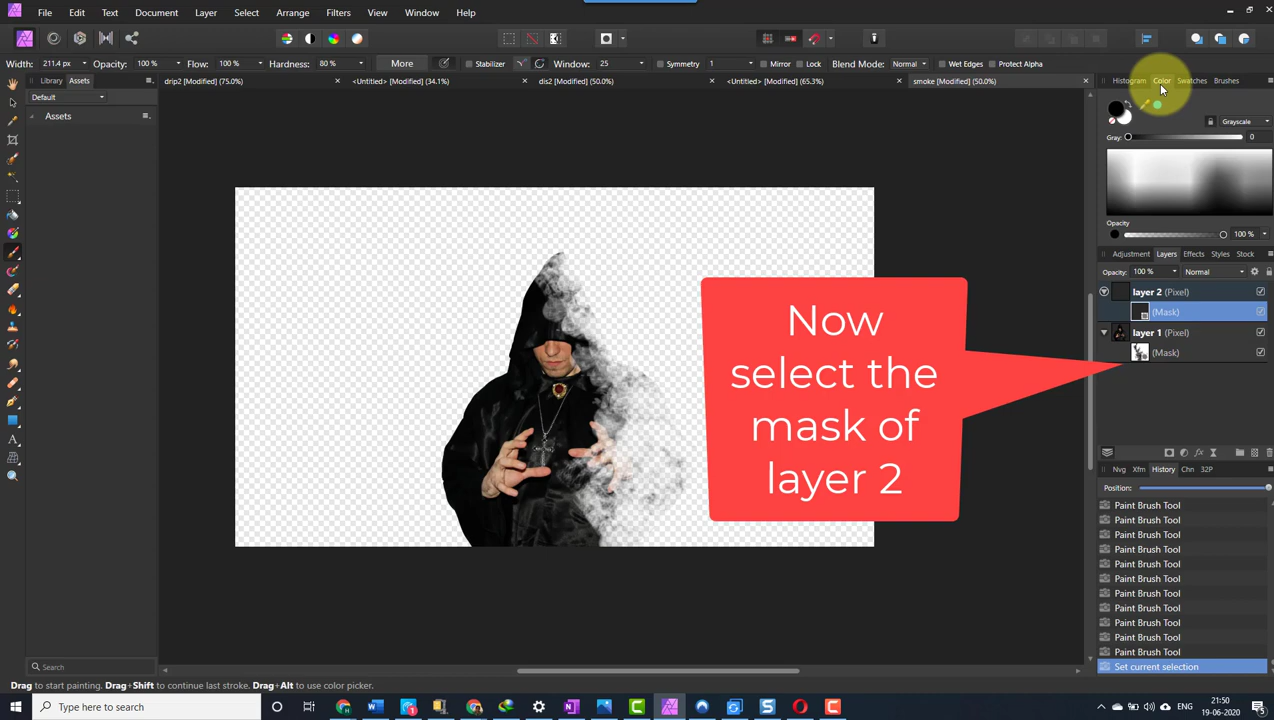 File Edit Text Document Layer Select Arrange Filters View Window Help
Width: 211.4 px Opacity: 100 % Flow: 100 % Hardness: 80 % More Stabilizer Window: 25 Symmetry 1 Mirror Lock Blend Mode: Normal Wet Edges Protect Alpha
Library Assets
drip2 [Modified] (75.0%) <Untitled> [Modified] (34.1%) dis2 [Modified] (50.0%) <Untitled> [Modified] (65.3%) smoke [Modified] (50.0%)
Histogram Color Swatches Brushes
Default
Assets
Grayscale
Gray: 0
Opacity
100 %
Adjustment Layers Effects Styles Stock
Opacity: 100 % Normal
layer 2 (Pixel)
(Mask)
layer 1 (Pixel)
(Mask)
Now
select the
mask of
layer 2
Nvg Xfm History Chn 32P
Position:
Paint Brush Tool
Paint Brush Tool
Paint Brush Tool
Paint Brush Tool
Paint Brush Tool
Paint Brush Tool
Paint Brush Tool
Paint Brush Tool
Paint Brush Tool
Paint Brush Tool
Paint Brush Tool
Set current selection
Search
Drag to start painting. Drag+Shift to continue last stroke. Drag+Alt to use color picker.
Type here to search
ENG
21:50
19-06-2020
5